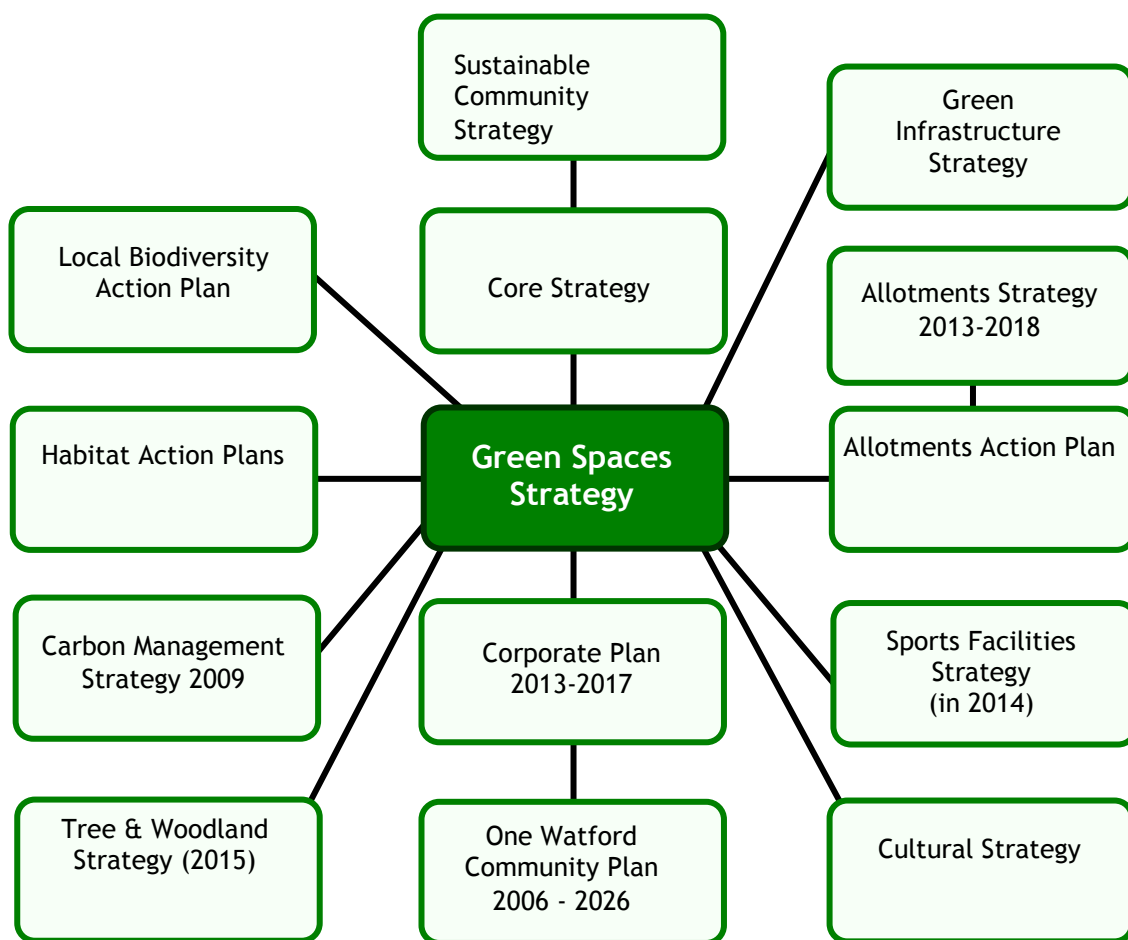 Sustainable
Community
Strategy
Green
Infrastructure
Strategy
Local Biodiversity
Action Plan
Core Strategy
Allotments Strategy
2013-2018
Habitat Action Plans
Green Spaces
Strategy
Allotments Action Plan
Carbon Management
Strategy 2009
Corporate Plan
2013-2017
Sports Facilities
Strategy
(in 2014)
Tree & Woodland
Strategy (2015)
One Watford
Community Plan
2006 - 2026
Cultural Strategy